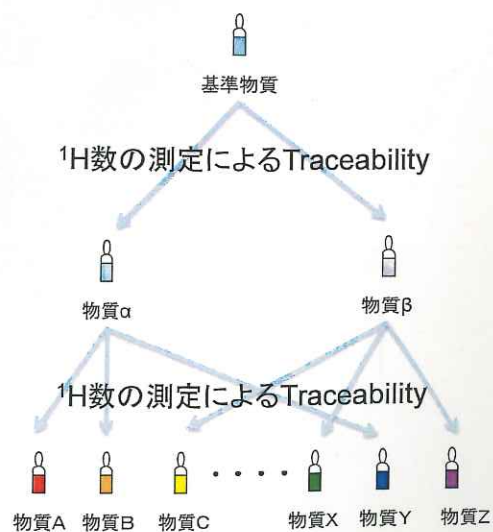 基準物質
¹H数の測定によるTraceability
物質α 物質β
¹H数の測定によるTraceability
物質A 物質B 物質C ・・・・ 物質X 物質Y 物質Z